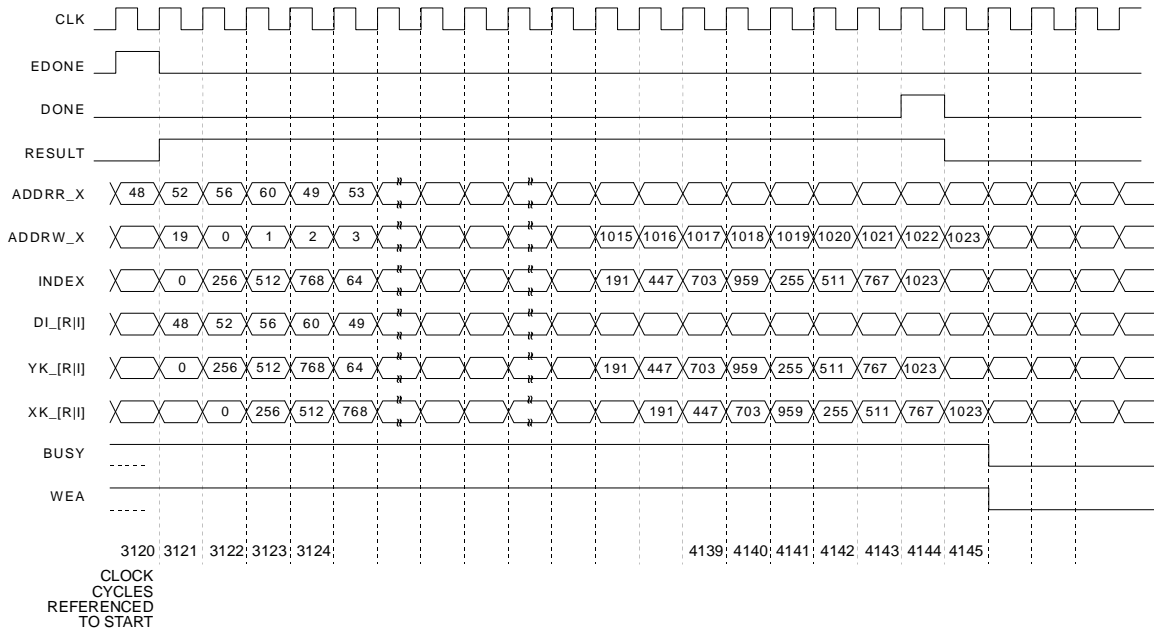 CLK
EDONE
DONE
RESULT
ADDRR_X 48 52 56 60 49 53
ADDRW_X 19 0 1 2 3 1015 1016 1017 1018 1019 1020 1021 1022 1023
INDEX 0 256 512 768 64 191 447 703 959 255 511 767 1023
DI_[R|I] 48 52 56 60 49
YK_[R|I] 0 256 512 768 64 191 447 703 959 255 511 767 1023
XK_[R|I] 0 256 512 768 191 447 703 959 255 511 767 1023
BUSY
WEA
3120 3121 3122 3123 3124 4139 4140 4141 4142 4143 4144 4145
CLOCK
CYCLES
REFERENCED
TO START